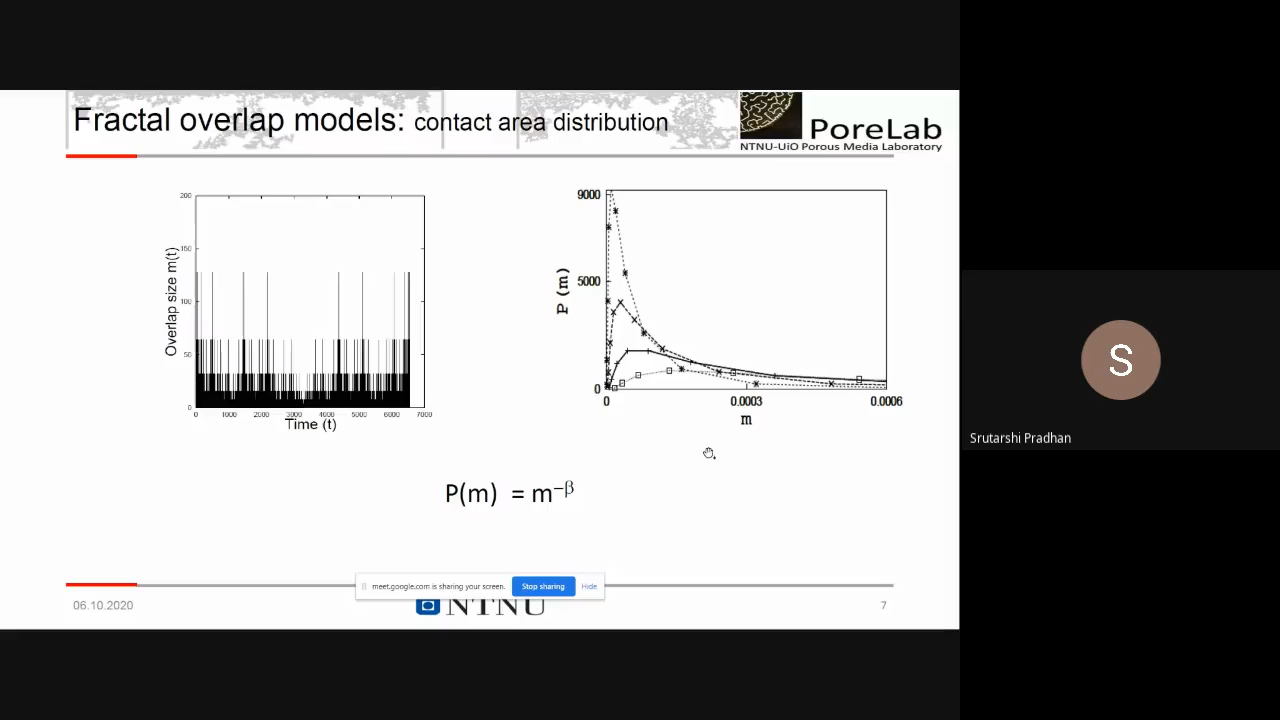 Fractal overlap models: contact area distribution
PoreLab
NTNU-UiO Porous Media Laboratory
200
150
100
50
0
Overlap size m(t)
0 1000 2000 3000 4000 5000 6000 7000
Time (t)
9000
5000
0
P (m)
0 0.0003 0.0006
m
P(m) = m−β
meet.google.com is sharing your screen. Stop sharing Hide
06.10.2020
NTNU
7
S
Srutarshi Pradhan